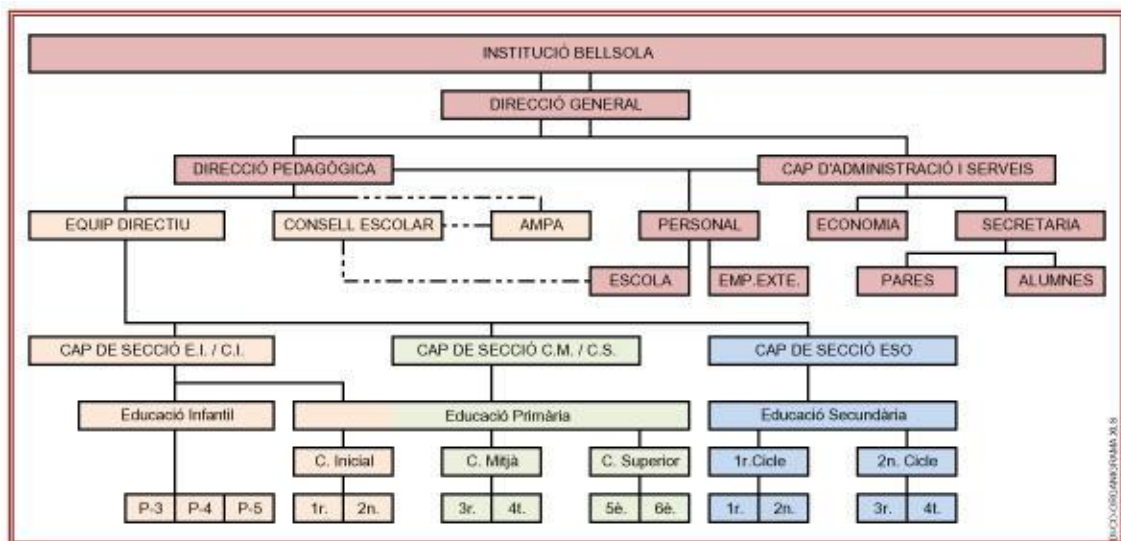 INSTITUCIÓ BELLSOLA
DIRECCIÓ GENERAL
DIRECCIÓ PEDAGÒGICA
CAP D'ADMINISTRACIÓ I SERVEIS
EQUIP DIRECTIU
CONSELL ESCOLAR
AMPA
PERSONAL
ECONOMIA
SECRETARIA
ESCOLA
EMP.EXTE.
PARES
ALUMNES
CAP DE SECCIÓ E.I. / C.I.
CAP DE SECCIÓ C.M. / C.S.
CAP DE SECCIÓ ESO
Educació Infantil
Educació Primària
Educació Secundària
C. Inicial
C. Mitjà
C. Superior
1r.Cicle
2n. Cicle
P-3
P-4
P-5
1r.
2n.
3r.
4t.
5è.
6è.
1r.
2n.
3r.
4t.